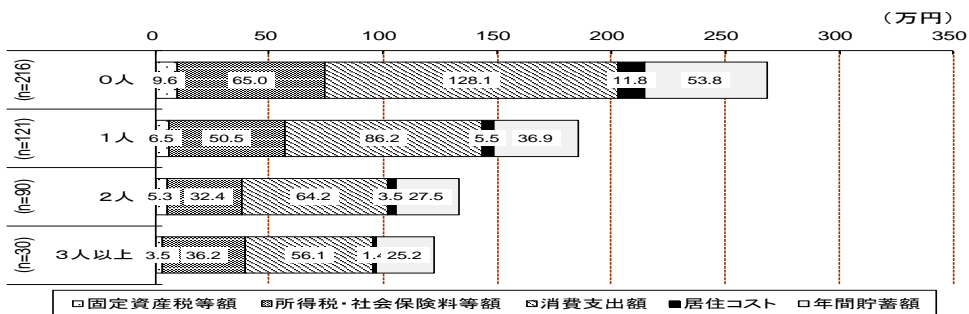 (万円)
0 50 100 150 200 250 300 350
(n=216) 0人 9.6 65.0 128.1 11.8 53.8
(n=121) 1人 6.5 50.5 86.2 5.5 36.9
(n=90) 2人 5.3 32.4 64.2 3.5 27.5
(n=30) 3人以上 3.5 36.2 56.1 1.4 25.2
固定資産税等額 所得税・社会保険料等額 消費支出額 居住コスト 年間貯蓄額